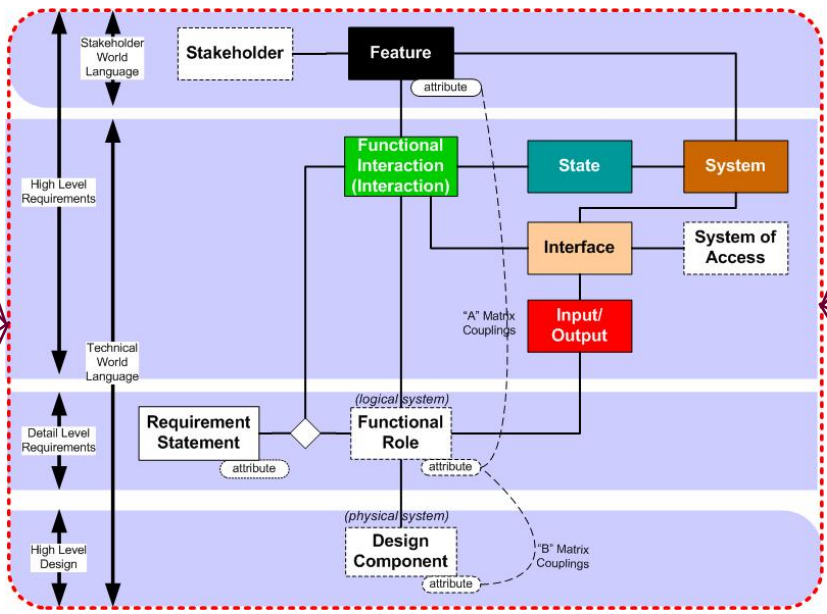 Stakeholder
World
Language
Stakeholder
Feature
attribute
Functional
Interaction
(Interaction)
State
System
High Level
Requirements
Interface
System of
Access
"A" Matrix
Couplings
Input/
Output
Technical
World
Language
(logical system)
Requirement
Statement
Functional
Role
Detail Level
Requirements
attribute
attribute
(physical system)
Design
Component
High Level
Design
"B" Matrix
Couplings
attribute